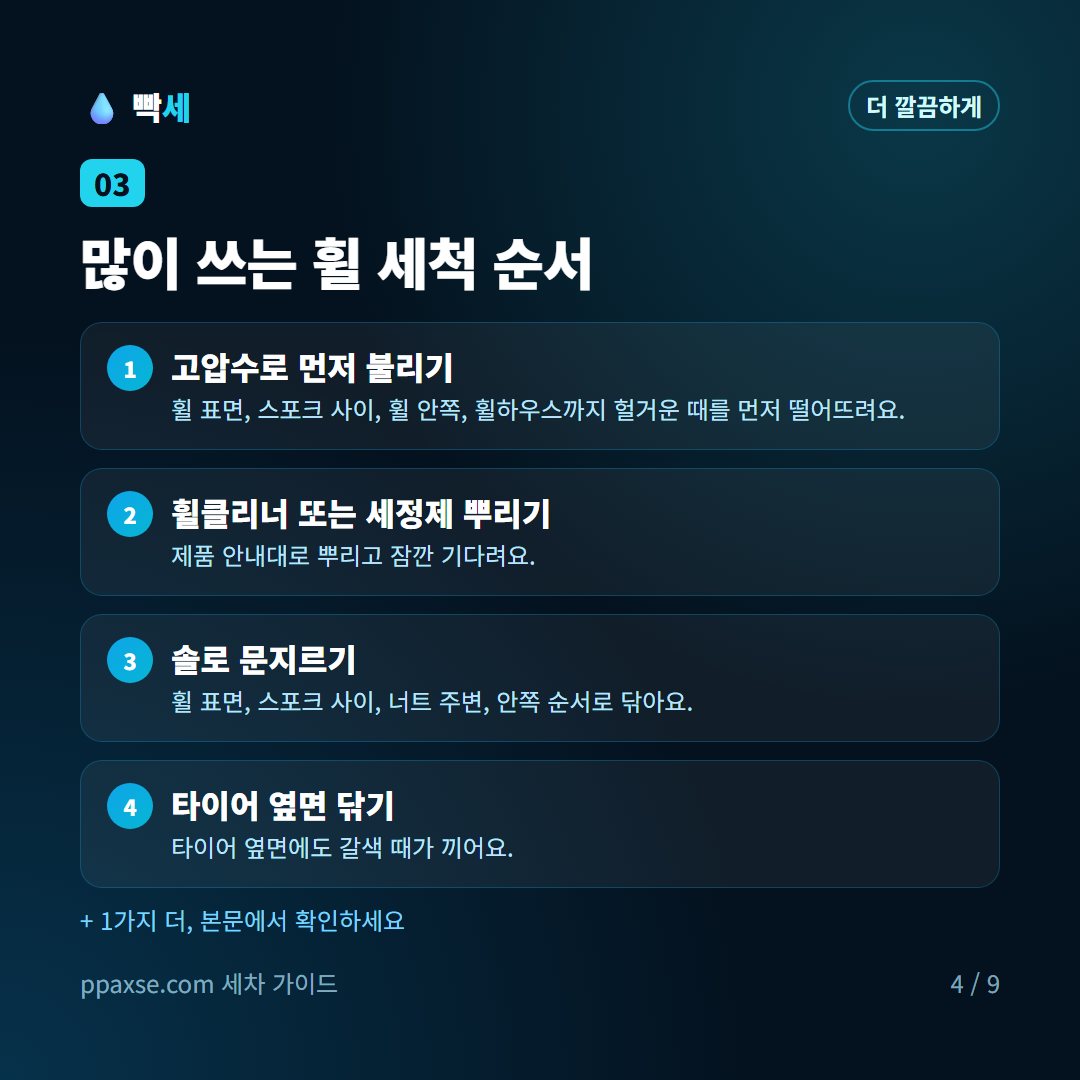 빡세
더 깔끔하게
03
많이 쓰는 휠 세척 순서
1 고압수로 먼저 불리기
휠 표면, 스포크 사이, 휠 안쪽, 휠하우스까지 헐거운 때를 먼저 떨어뜨려요.
2 휠클리너 또는 세정제 뿌리기
제품 안내대로 뿌리고 잠깐 기다려요.
3 솔로 문지르기
휠 표면, 스포크 사이, 너트 주변, 안쪽 순서로 닦아요.
4 타이어 옆면 닦기
타이어 옆면에도 갈색 때가 끼어요.
+ 1가지 더, 본문에서 확인하세요
ppaxse.com 세차 가이드
4 / 9